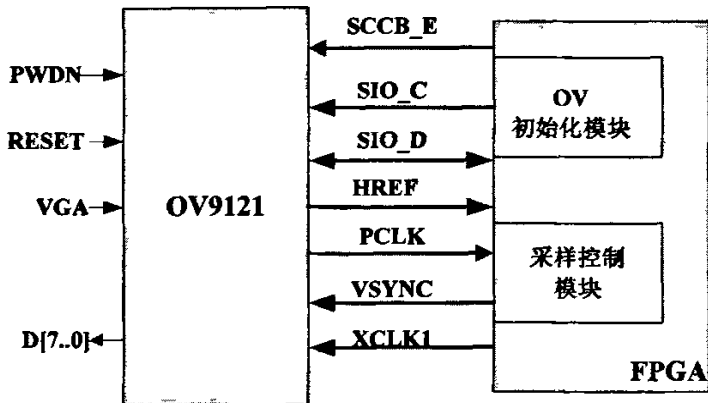 SCCB_E
PWDN
SIO_C
OV
初始化模块
RESET
SIO_D
HREF
VGA
OV9121
PCLK
采样控制
模块
VSYNC
D[7..0]
XCLK1
FPGA